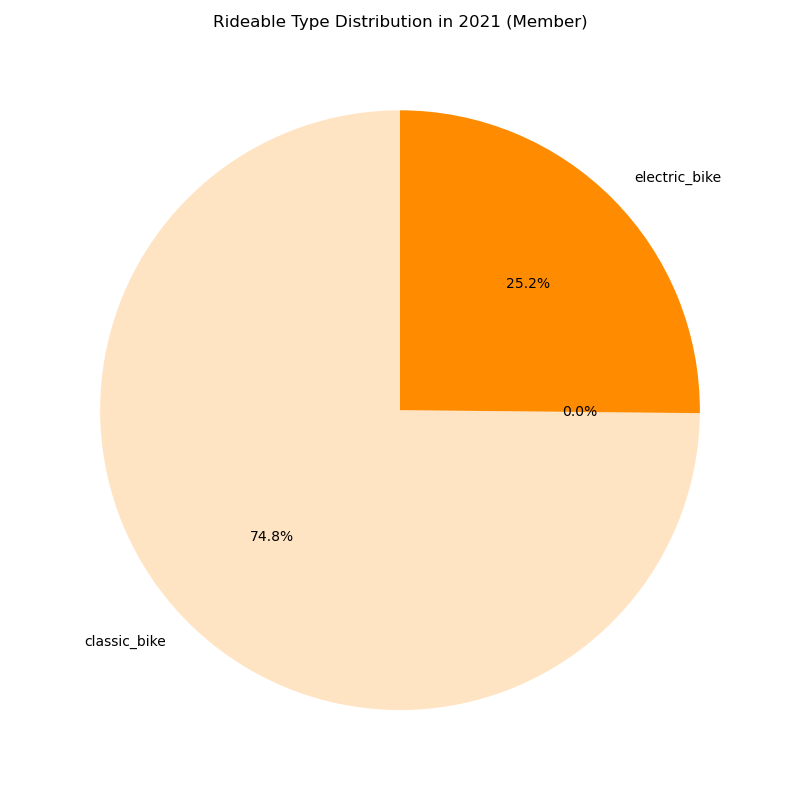 Rideable Type Distribution in 2021 (Member)
electric_bike
25.2%
0.0%
74.8%
classic_bike